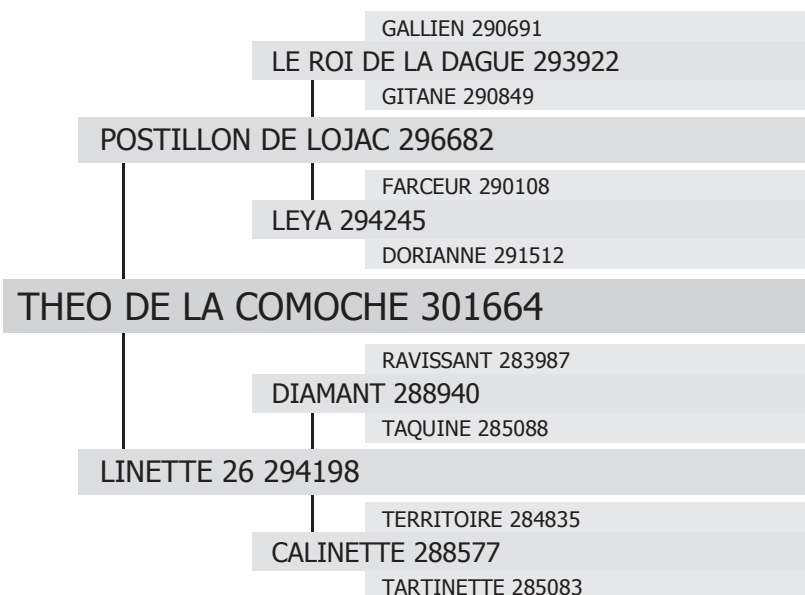 GALLIEN 290691
LE ROI DE LA DAGUE 293922
GITANE 290849
POSTILLON DE LOJAC 296682
FARCEUR 290108
LEYA 294245
DORIANNE 291512
THEO DE LA COMOCHE 301664
RAVISSANT 283987
DIAMANT 288940
TAQUINE 285088
LINETTE 26 294198
TERRITOIRE 284835
CALINETTE 288577
TARTINETTE 285083